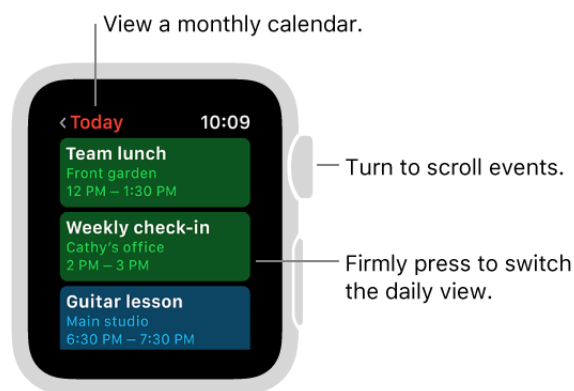 View a monthly calendar.
<Today 10:09
Team lunch
Front garden
12 PM – 1:30 PM
Turn to scroll events.
Weekly check-in
Cathy's office
2 PM – 3 PM
Firmly press to switch
the daily view.
Guitar lesson
Main studio
6:30 PM – 7:30 PM